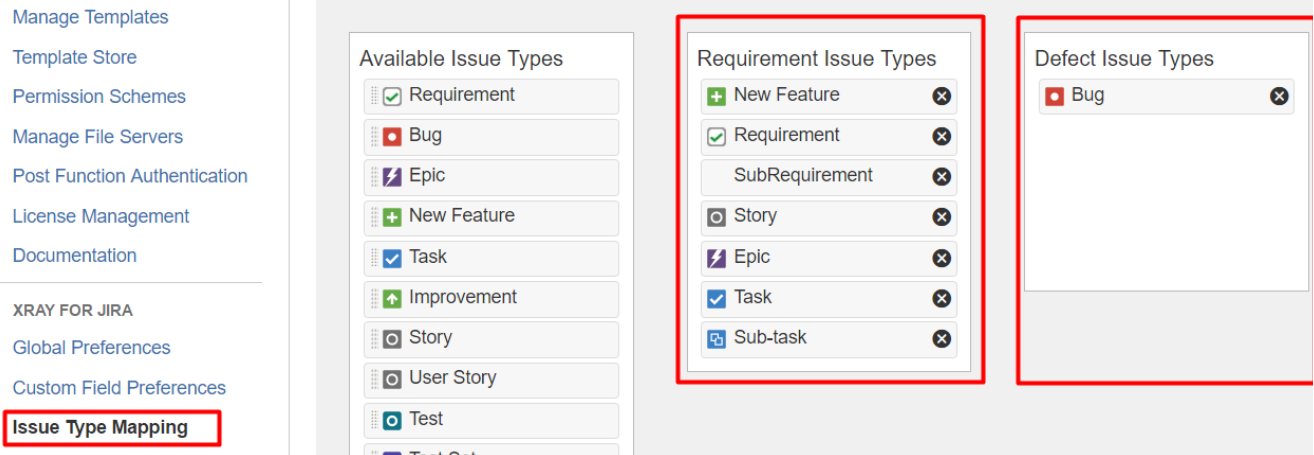 Manage Templates
Template Store
Permission Schemes
Manage File Servers
Post Function Authentication
License Management
Documentation
XRAY FOR JIRA
Global Preferences
Custom Field Preferences
Issue Type Mapping
Available Issue Types
Requirement
Bug
Epic
New Feature
Task
Improvement
Story
User Story
Test
Test Set
Requirement Issue Types
New Feature
Requirement
SubRequirement
Story
Epic
Task
Sub-task
Defect Issue Types
Bug